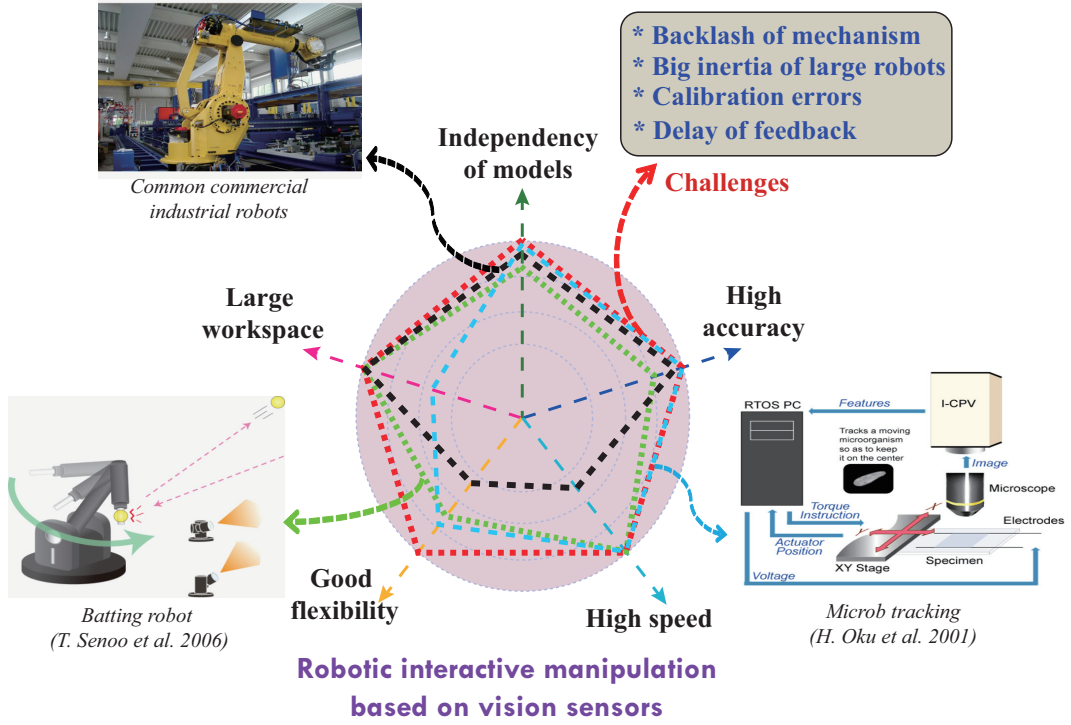 * Backlash of mechanism
* Big inertia of large robots
* Calibration errors
* Delay of feedback
Common commercial
industrial robots
Independency
of models
Challenges
Large
workspace
High
accuracy
RTOS PC
Features
I-CPV
Tracks a moving
microorganism
so as to keep
it on the center
Image
Microscope
Torque
Instruction
X
Y
Electrodes
Actuator
Position
XY Stage
Specimen
Voltage
Batting robot
(T. Senoo et al. 2006)
Good
flexibility
High speed
Microb tracking
(H. Oku et al. 2001)
Robotic interactive manipulation
based on vision sensors